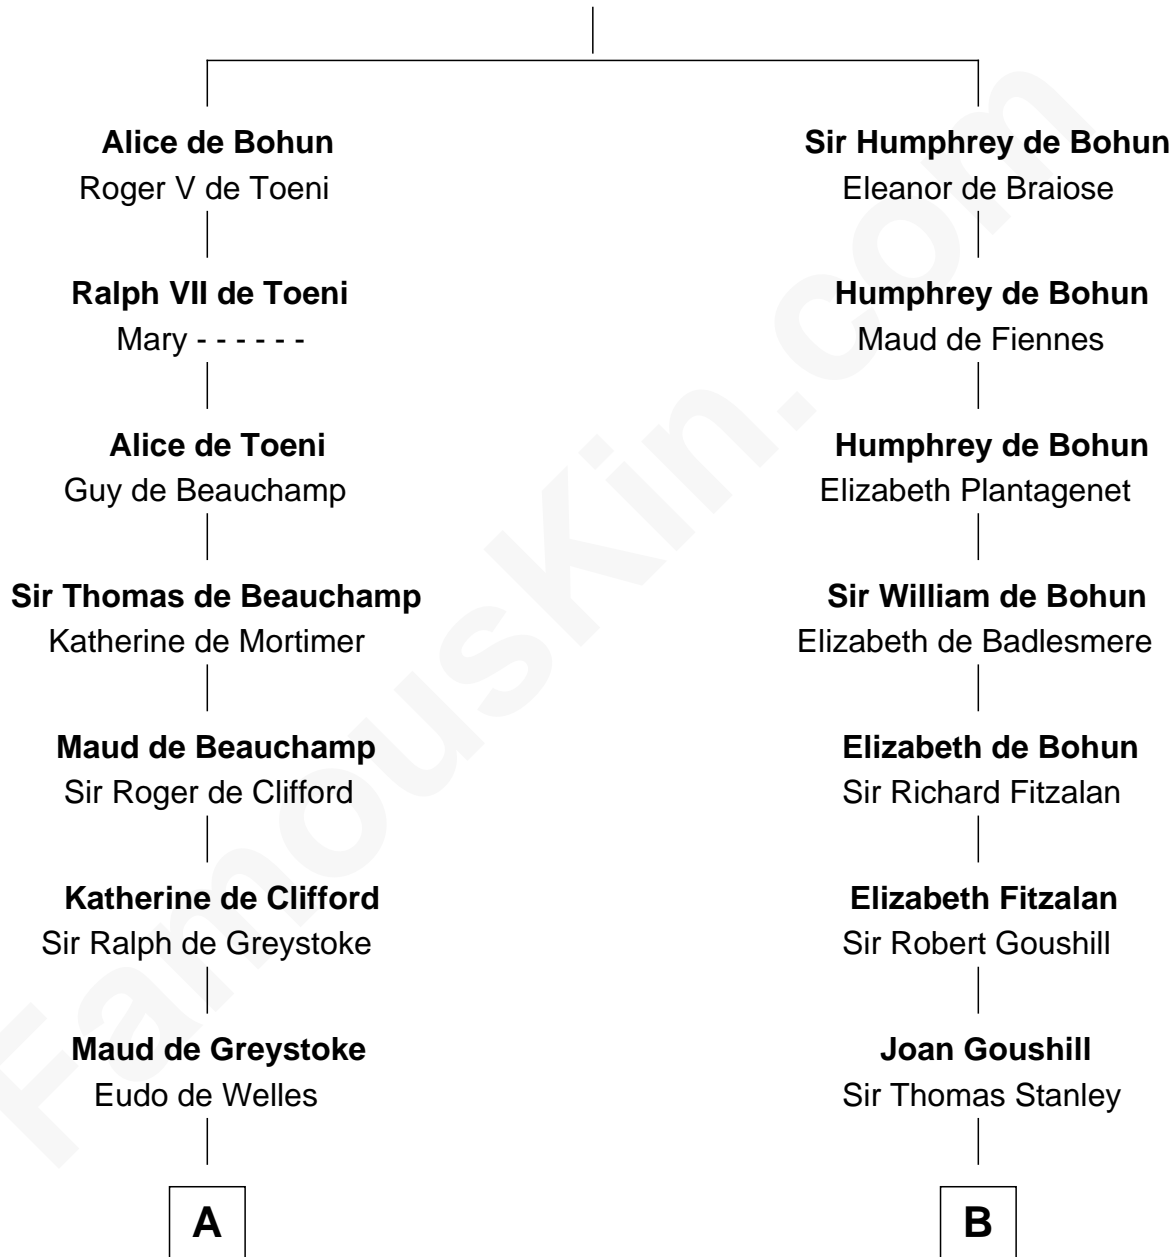 Alice de Bohun
Roger V de Toeni
Ralph VII de Toeni
Mary - - - - - -
Alice de Toeni
Guy de Beauchamp
Sir Thomas de Beauchamp
Katherine de Mortimer
Maud de Beauchamp
Sir Roger de Clifford
Katherine de Clifford
Sir Ralph de Greystoke
Maud de Greystoke
Eudo de Welles
A
Sir Humphrey de Bohun
Eleanor de Braiose
Humphrey de Bohun
Maud de Fiennes
Humphrey de Bohun
Elizabeth Plantagenet
Sir William de Bohun
Elizabeth de Badlesmere
Elizabeth de Bohun
Sir Richard Fitzalan
Elizabeth Fitzalan
Sir Robert Goushill
Joan Goushill
Sir Thomas Stanley
B
FamousKin.com